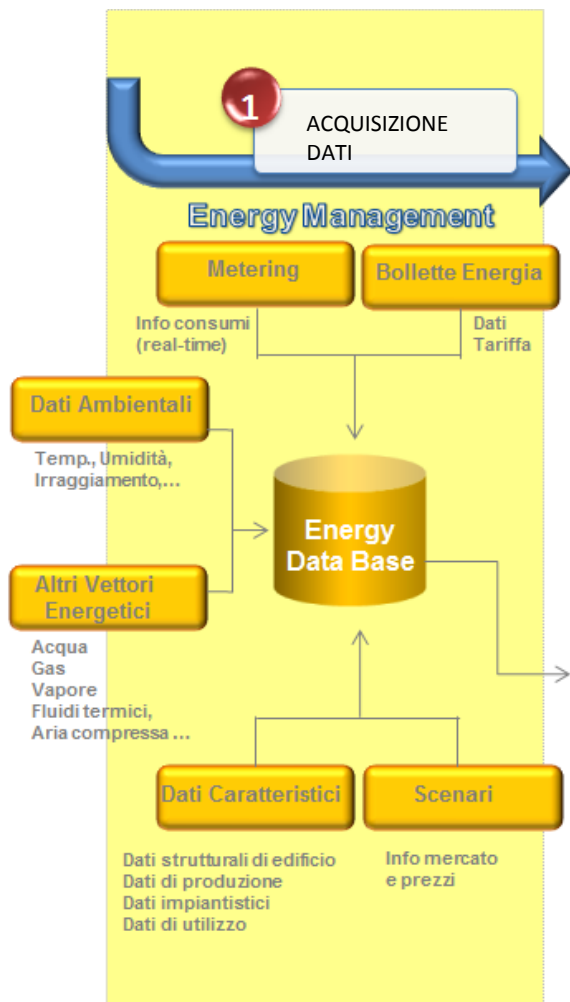 1
ACQUISIZIONE
DATI
Energy Management
Metering
Bollette Energia
Info consumi
(real-time)
Dati
Tariffa
Dati Ambientali
Temp., Umidità,
Irraggiamento,...
Energy
Data Base
Altri Vettori
Energetici
Acqua
Gas
Vapore
Fluidi termici,
Aria compressa ...
Dati Caratteristici
Scenari
Dati strutturali di edificio
Dati di produzione
Dati impiantistici
Dati di utilizzo
Info mercato
e prezzi